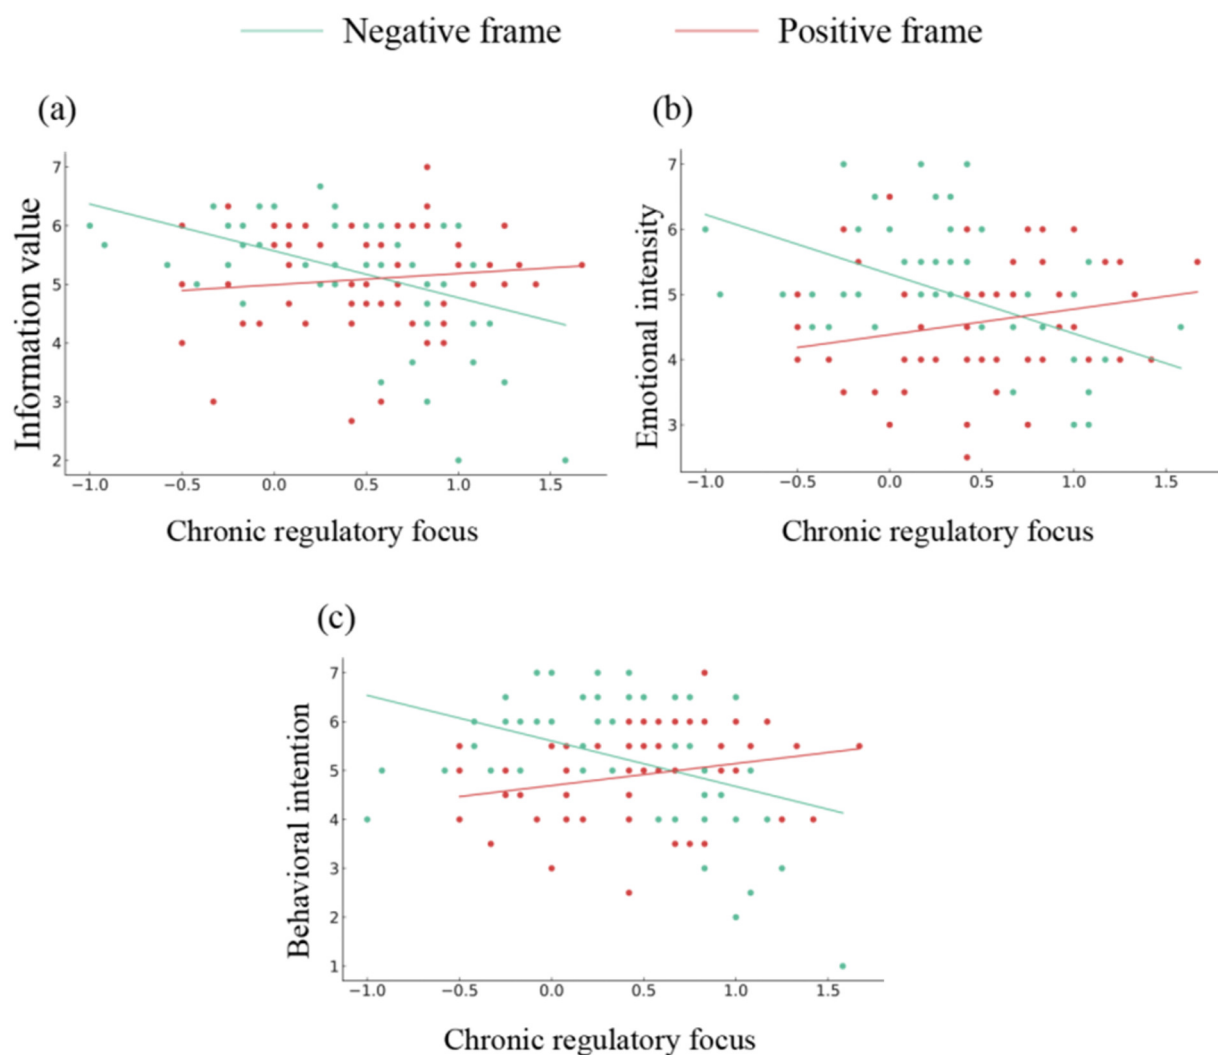 Negative frame Positive frame
(a)
7
6
5
4
3
2
Information value
−1.0 −0.5 0.0 0.5 1.0 1.5
Chronic regulatory focus
(b)
7
6
5
4
3
Emotional intensity
−1.0 −0.5 0.0 0.5 1.0 1.5
Chronic regulatory focus
(c)
7
6
5
4
3
2
1
Behavioral intention
−1.0 −0.5 0.0 0.5 1.0 1.5
Chronic regulatory focus